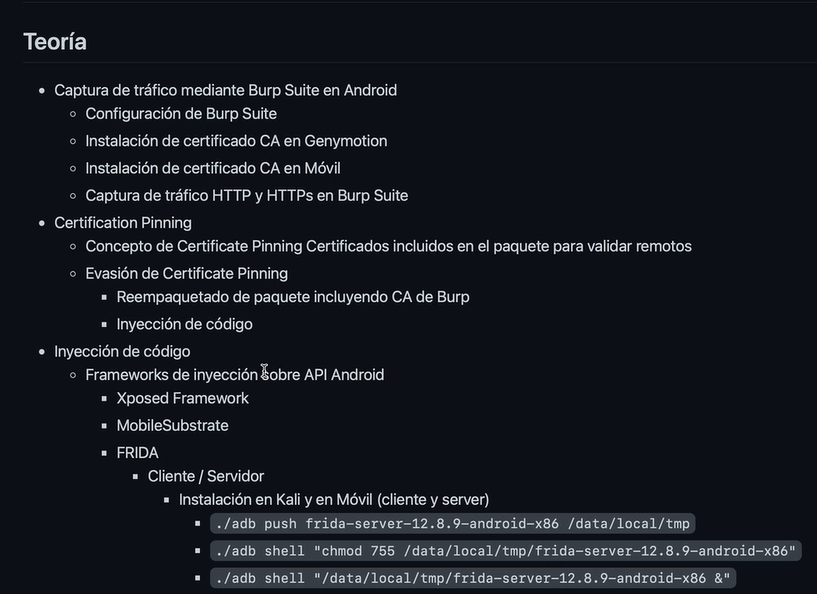 Teoría
Captura de tráfico mediante Burp Suite en Android
Configuración de Burp Suite
Instalación de certificado CA en Genymotion
Instalación de certificado CA en Móvil
Captura de tráfico HTTP y HTTPs en Burp Suite
Certification Pinning
Concepto de Certificate Pinning Certificados incluidos en el paquete para validar remotos
Evasión de Certificate Pinning
Reempaquetado de paquete incluyendo CA de Burp
Inyección de código
Inyección de código
Frameworks de inyección sobre API Android
Xposed Framework
MobileSubstrate
FRIDA
Cliente / Servidor
Instalación en Kali y en Móvil (cliente y server)
./adb push frida-server-12.8.9-android-x86 /data/local/tmp
./adb shell "chmod 755 /data/local/tmp/frida-server-12.8.9-android-x86"
./adb shell "/data/local/tmp/frida-server-12.8.9-android-x86 &"